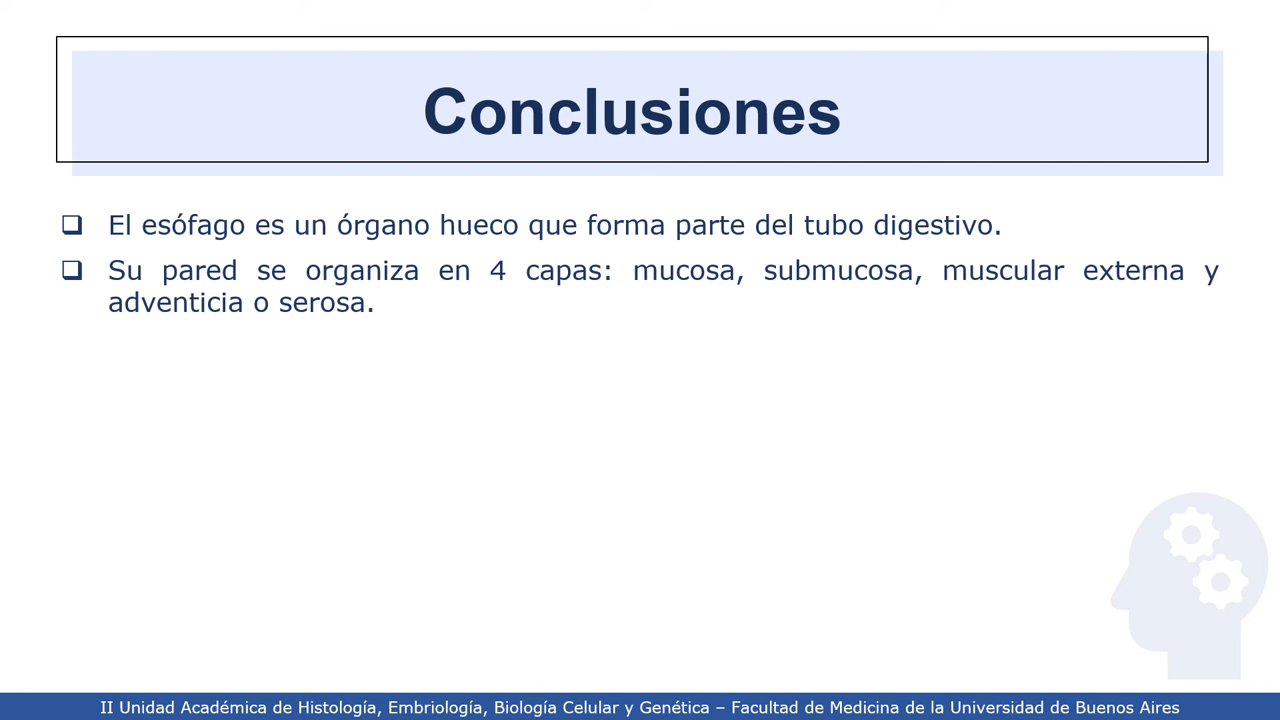 Conclusiones
❑ El esófago es un órgano hueco que forma parte del tubo digestivo.
❑ Su pared se organiza en 4 capas: mucosa, submucosa, muscular externa y
adventicia o serosa.
II Unidad Académica de Histología, Embriología, Biología Celular y Genética – Facultad de Medicina de la Universidad de Buenos Aires